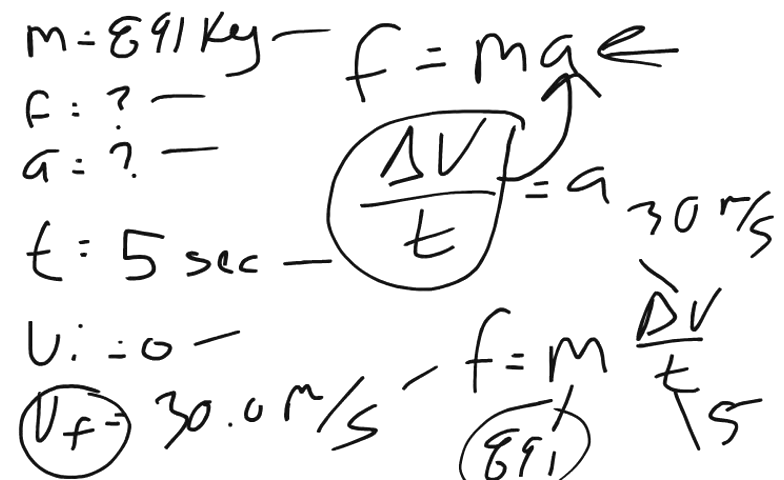 m = 891 Kg — f = ma ←
f = ? —
a = ? —
ΔV / t = a
t = 5 sec —
30 m/s
Vi = 0 —
f = m ΔV / t
Vf = 30.0 m/s —
891
5